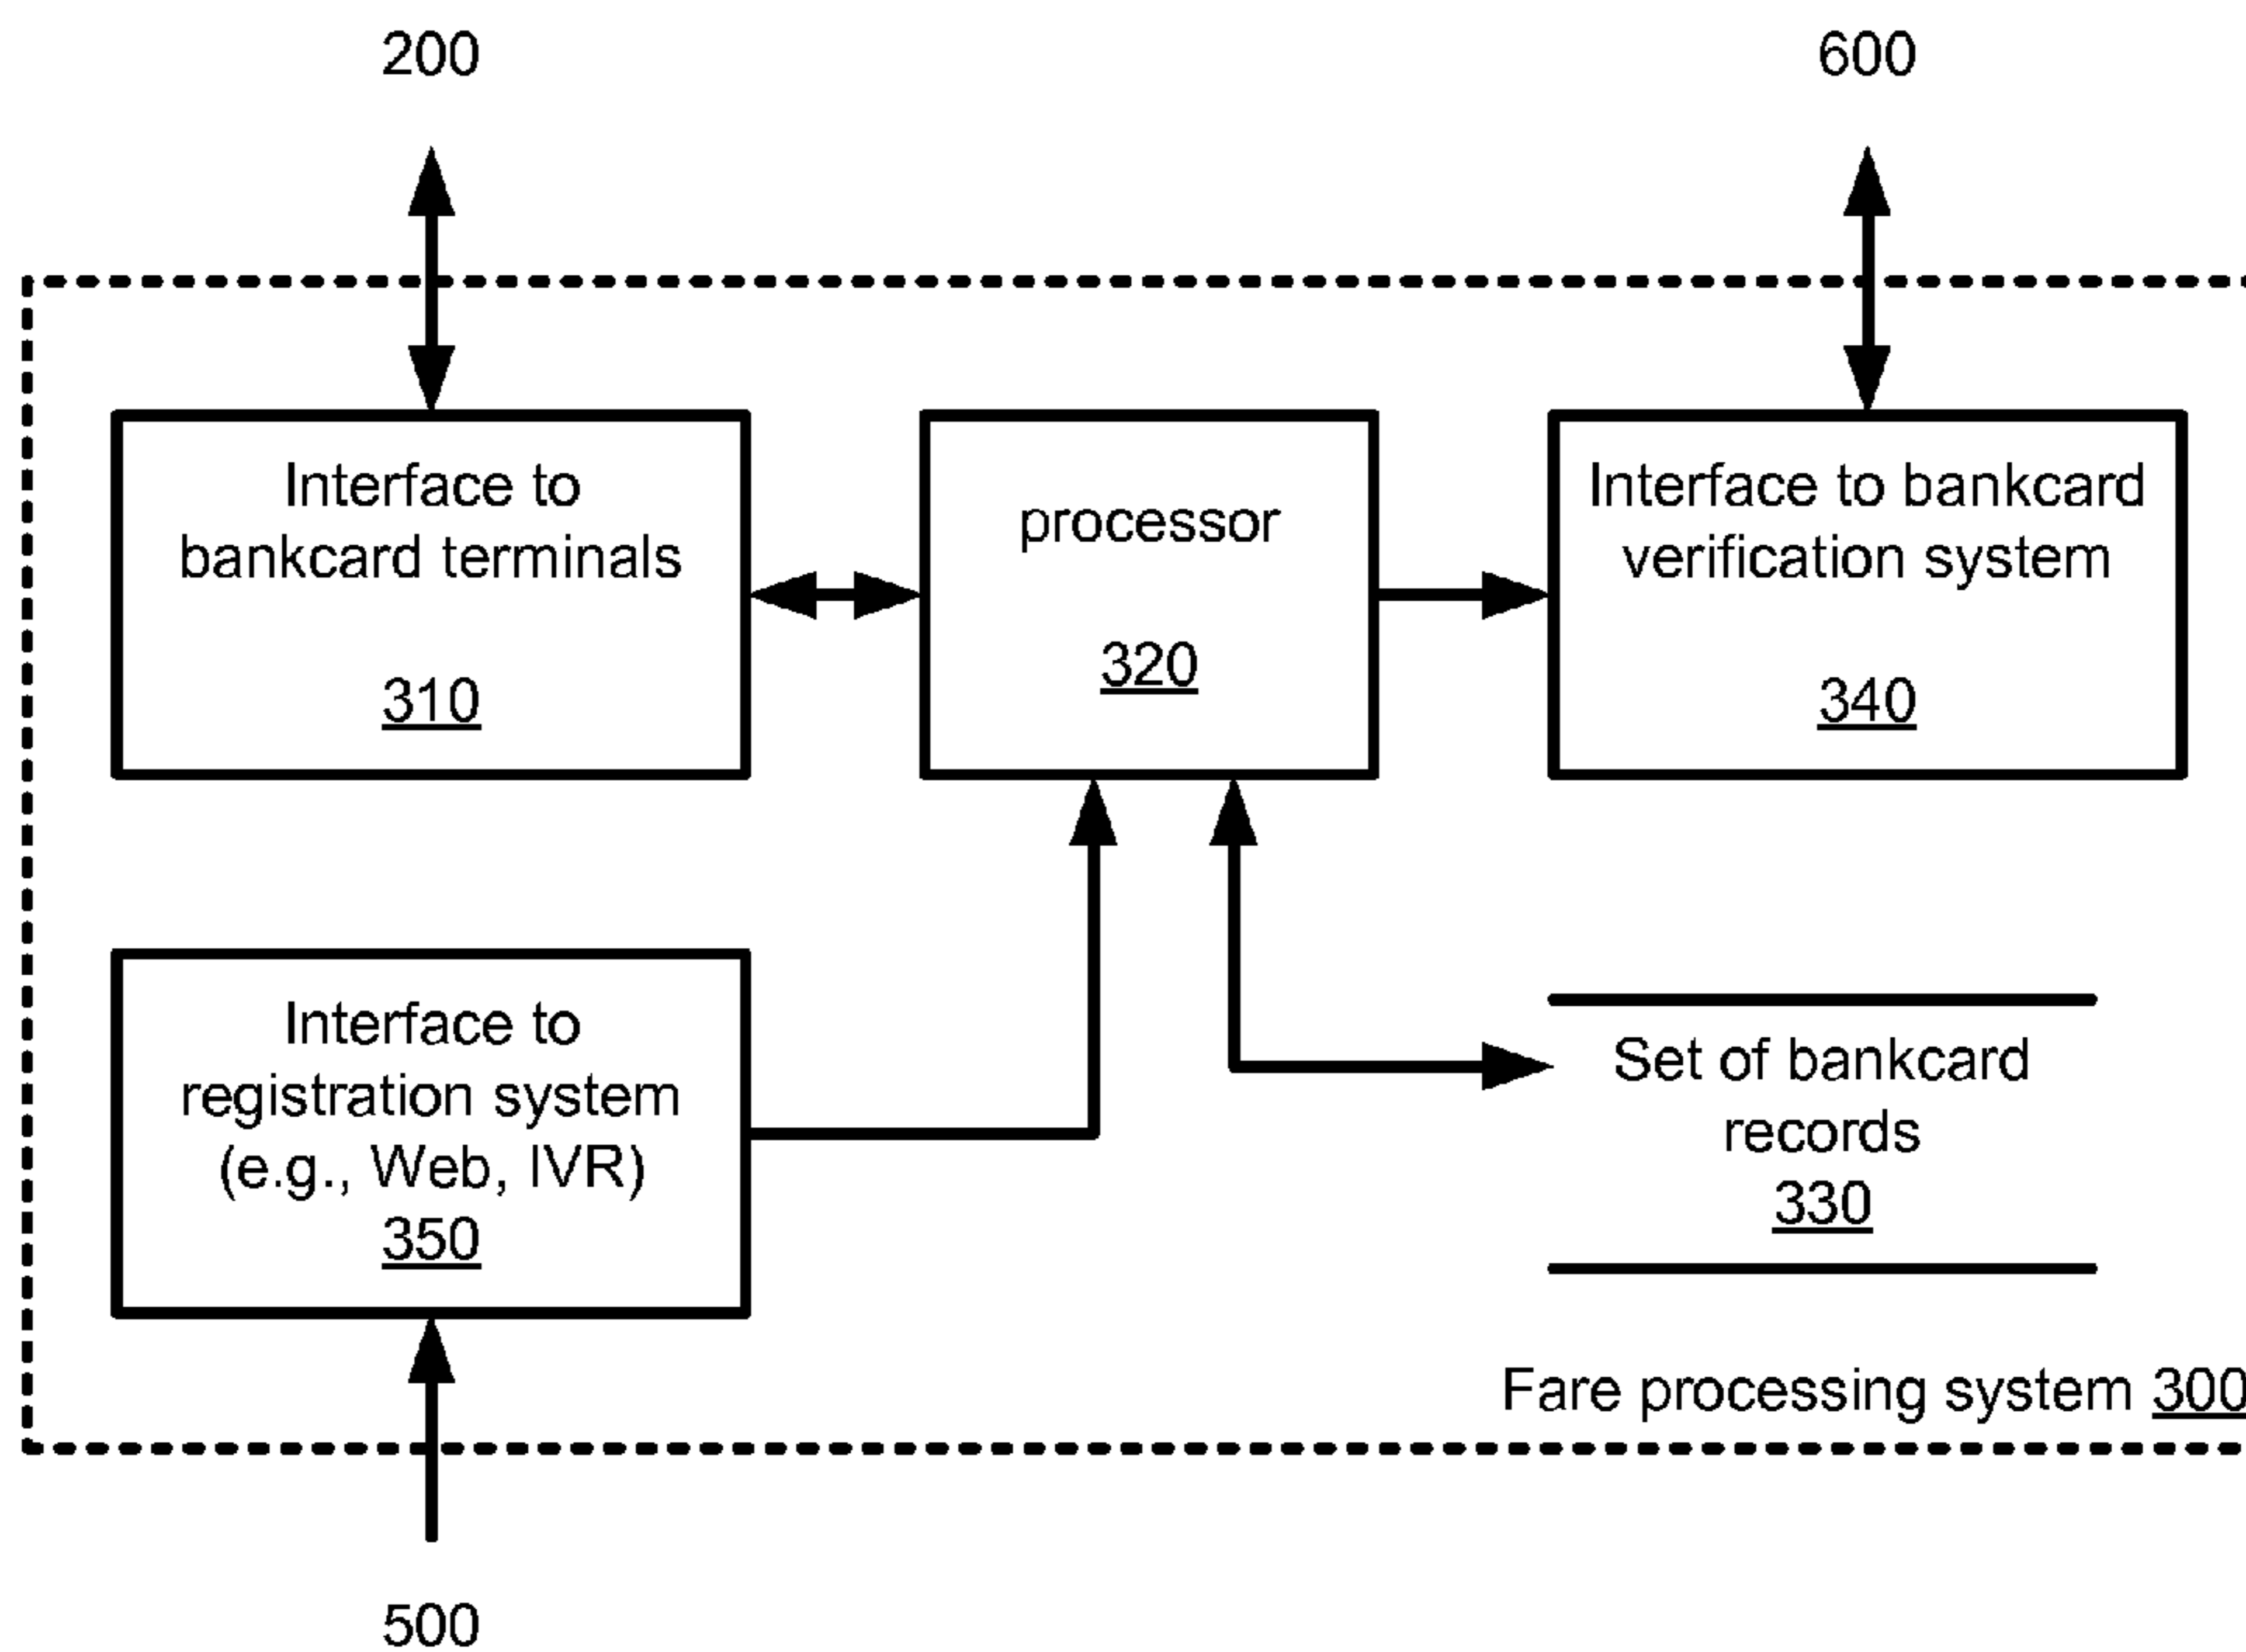 200
600
Interface to
bankcard terminals
310
processor
320
Interface to bankcard
verification system
340
Interface to
registration system
(e.g., Web, IVR)
350
Set of bankcard
records
330
Fare processing system 300
500